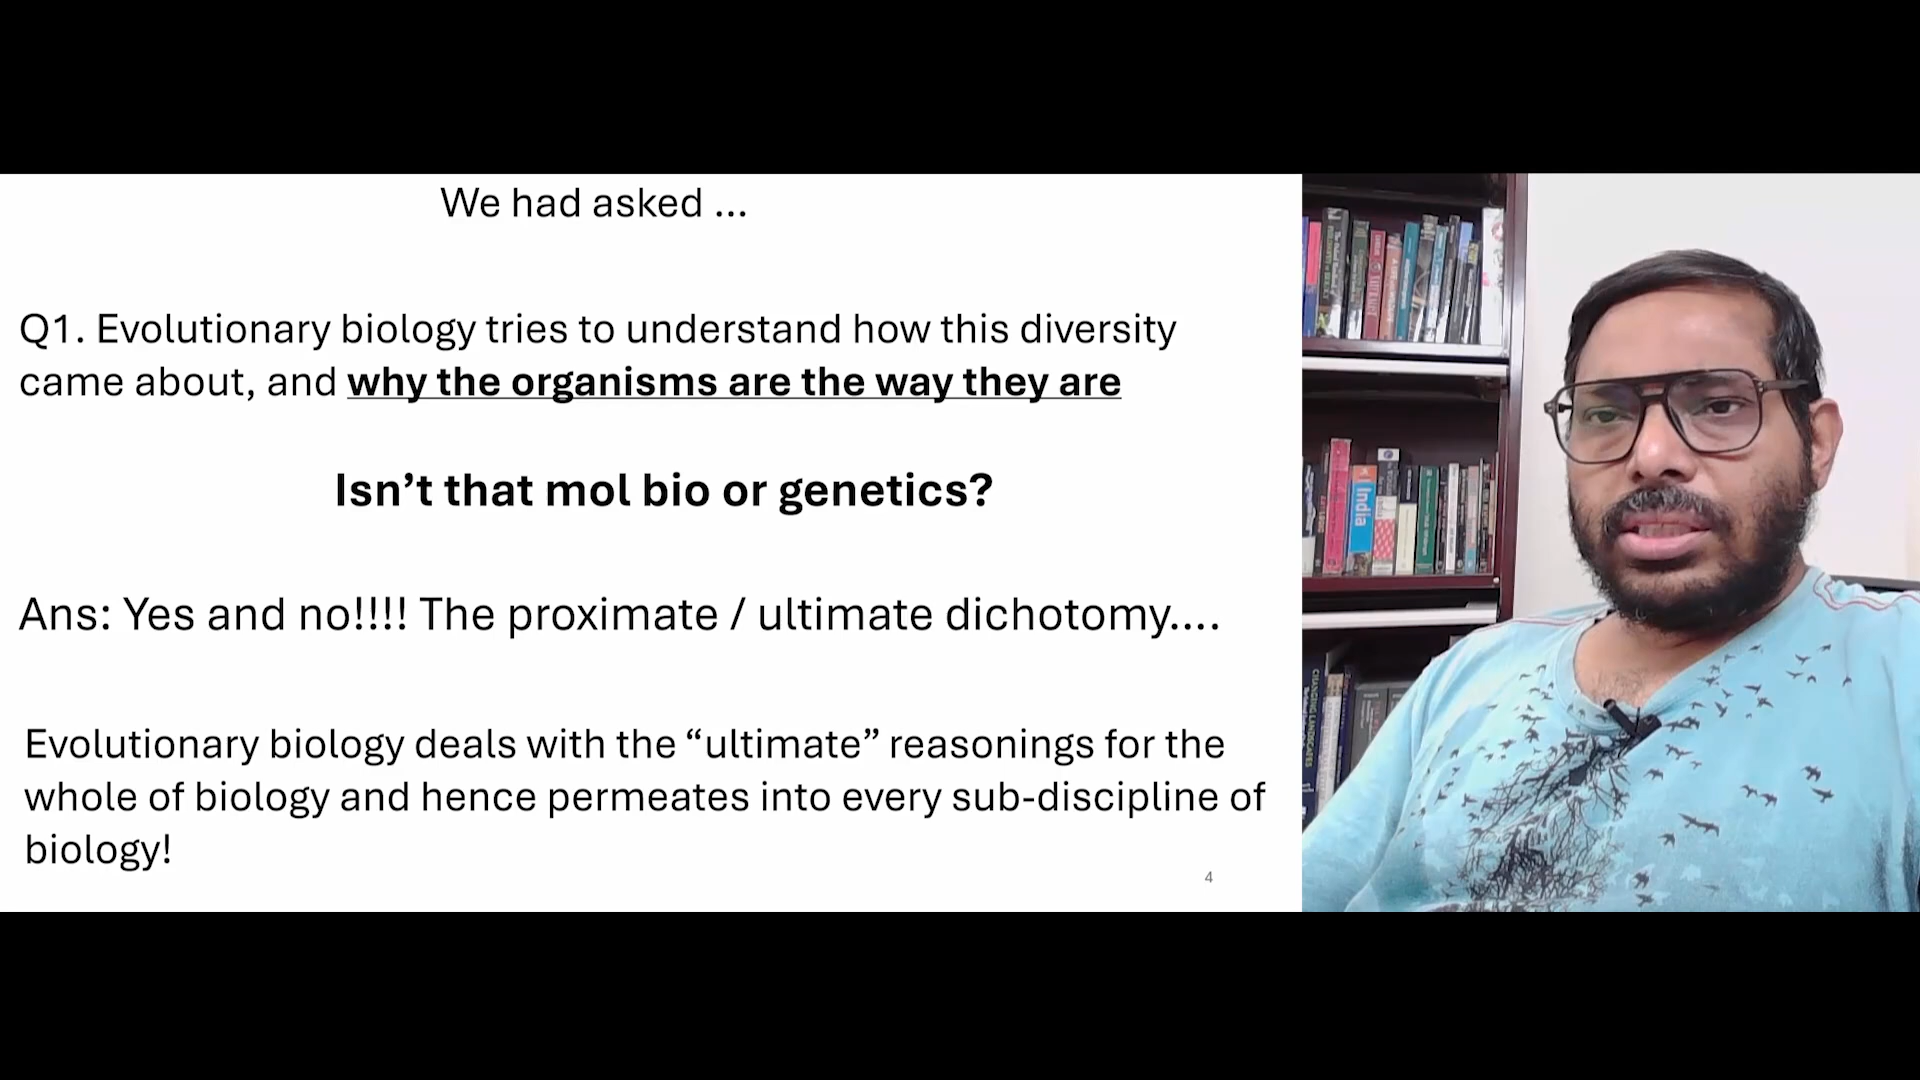 We had asked ...
Q1. Evolutionary biology tries to understand how this diversity
came about, and why the organisms are the way they are
Isn’t that mol bio or genetics?
Ans: Yes and no!!!! The proximate / ultimate dichotomy....
Evolutionary biology deals with the “ultimate” reasonings for the
whole of biology and hence permeates into every sub-discipline of
biology!
4
India
CHANGING LANDSCAPES